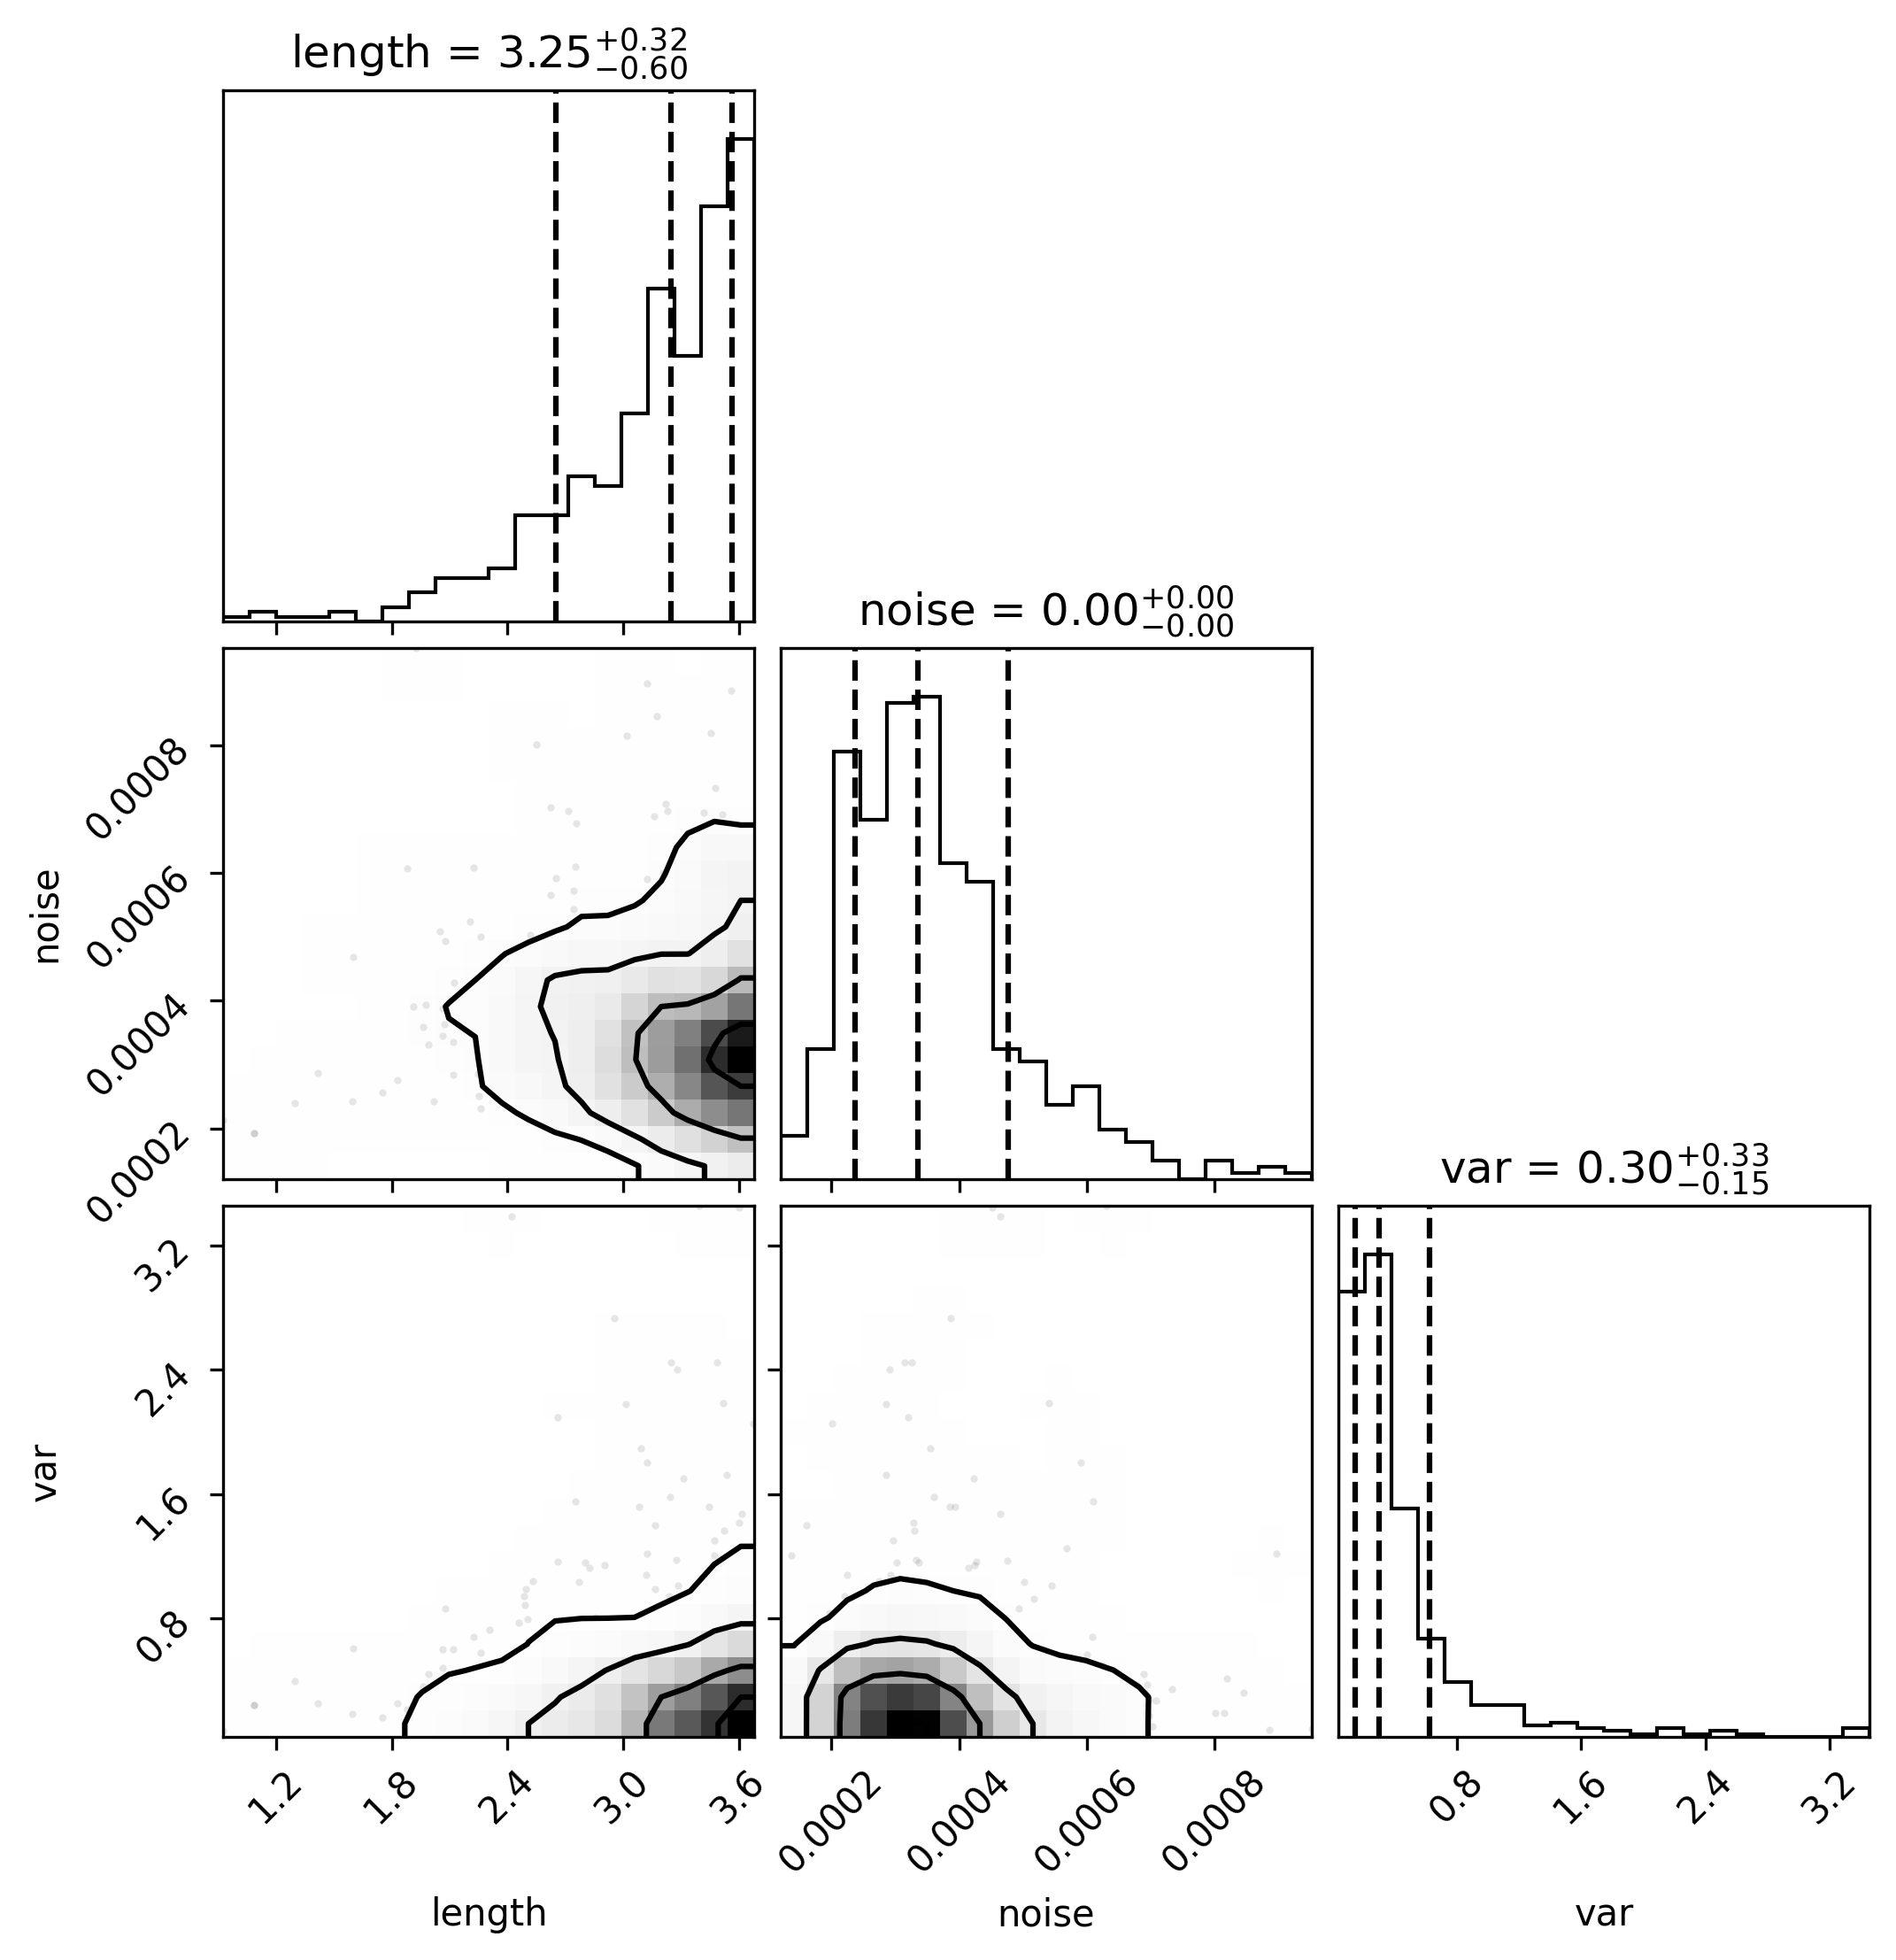 length = 3.25+0.32−0.60
noise = 0.00+0.00−0.00
0.0008
0.0006
0.0004
0.0002
noise
var = 0.30+0.33−0.15
3.2
2.4
1.6
0.8
var
1.2 1.8 2.4 3.0 3.6 0.0002 0.0004 0.0006 0.0008 0.8 1.6 2.4 3.2
length noise var